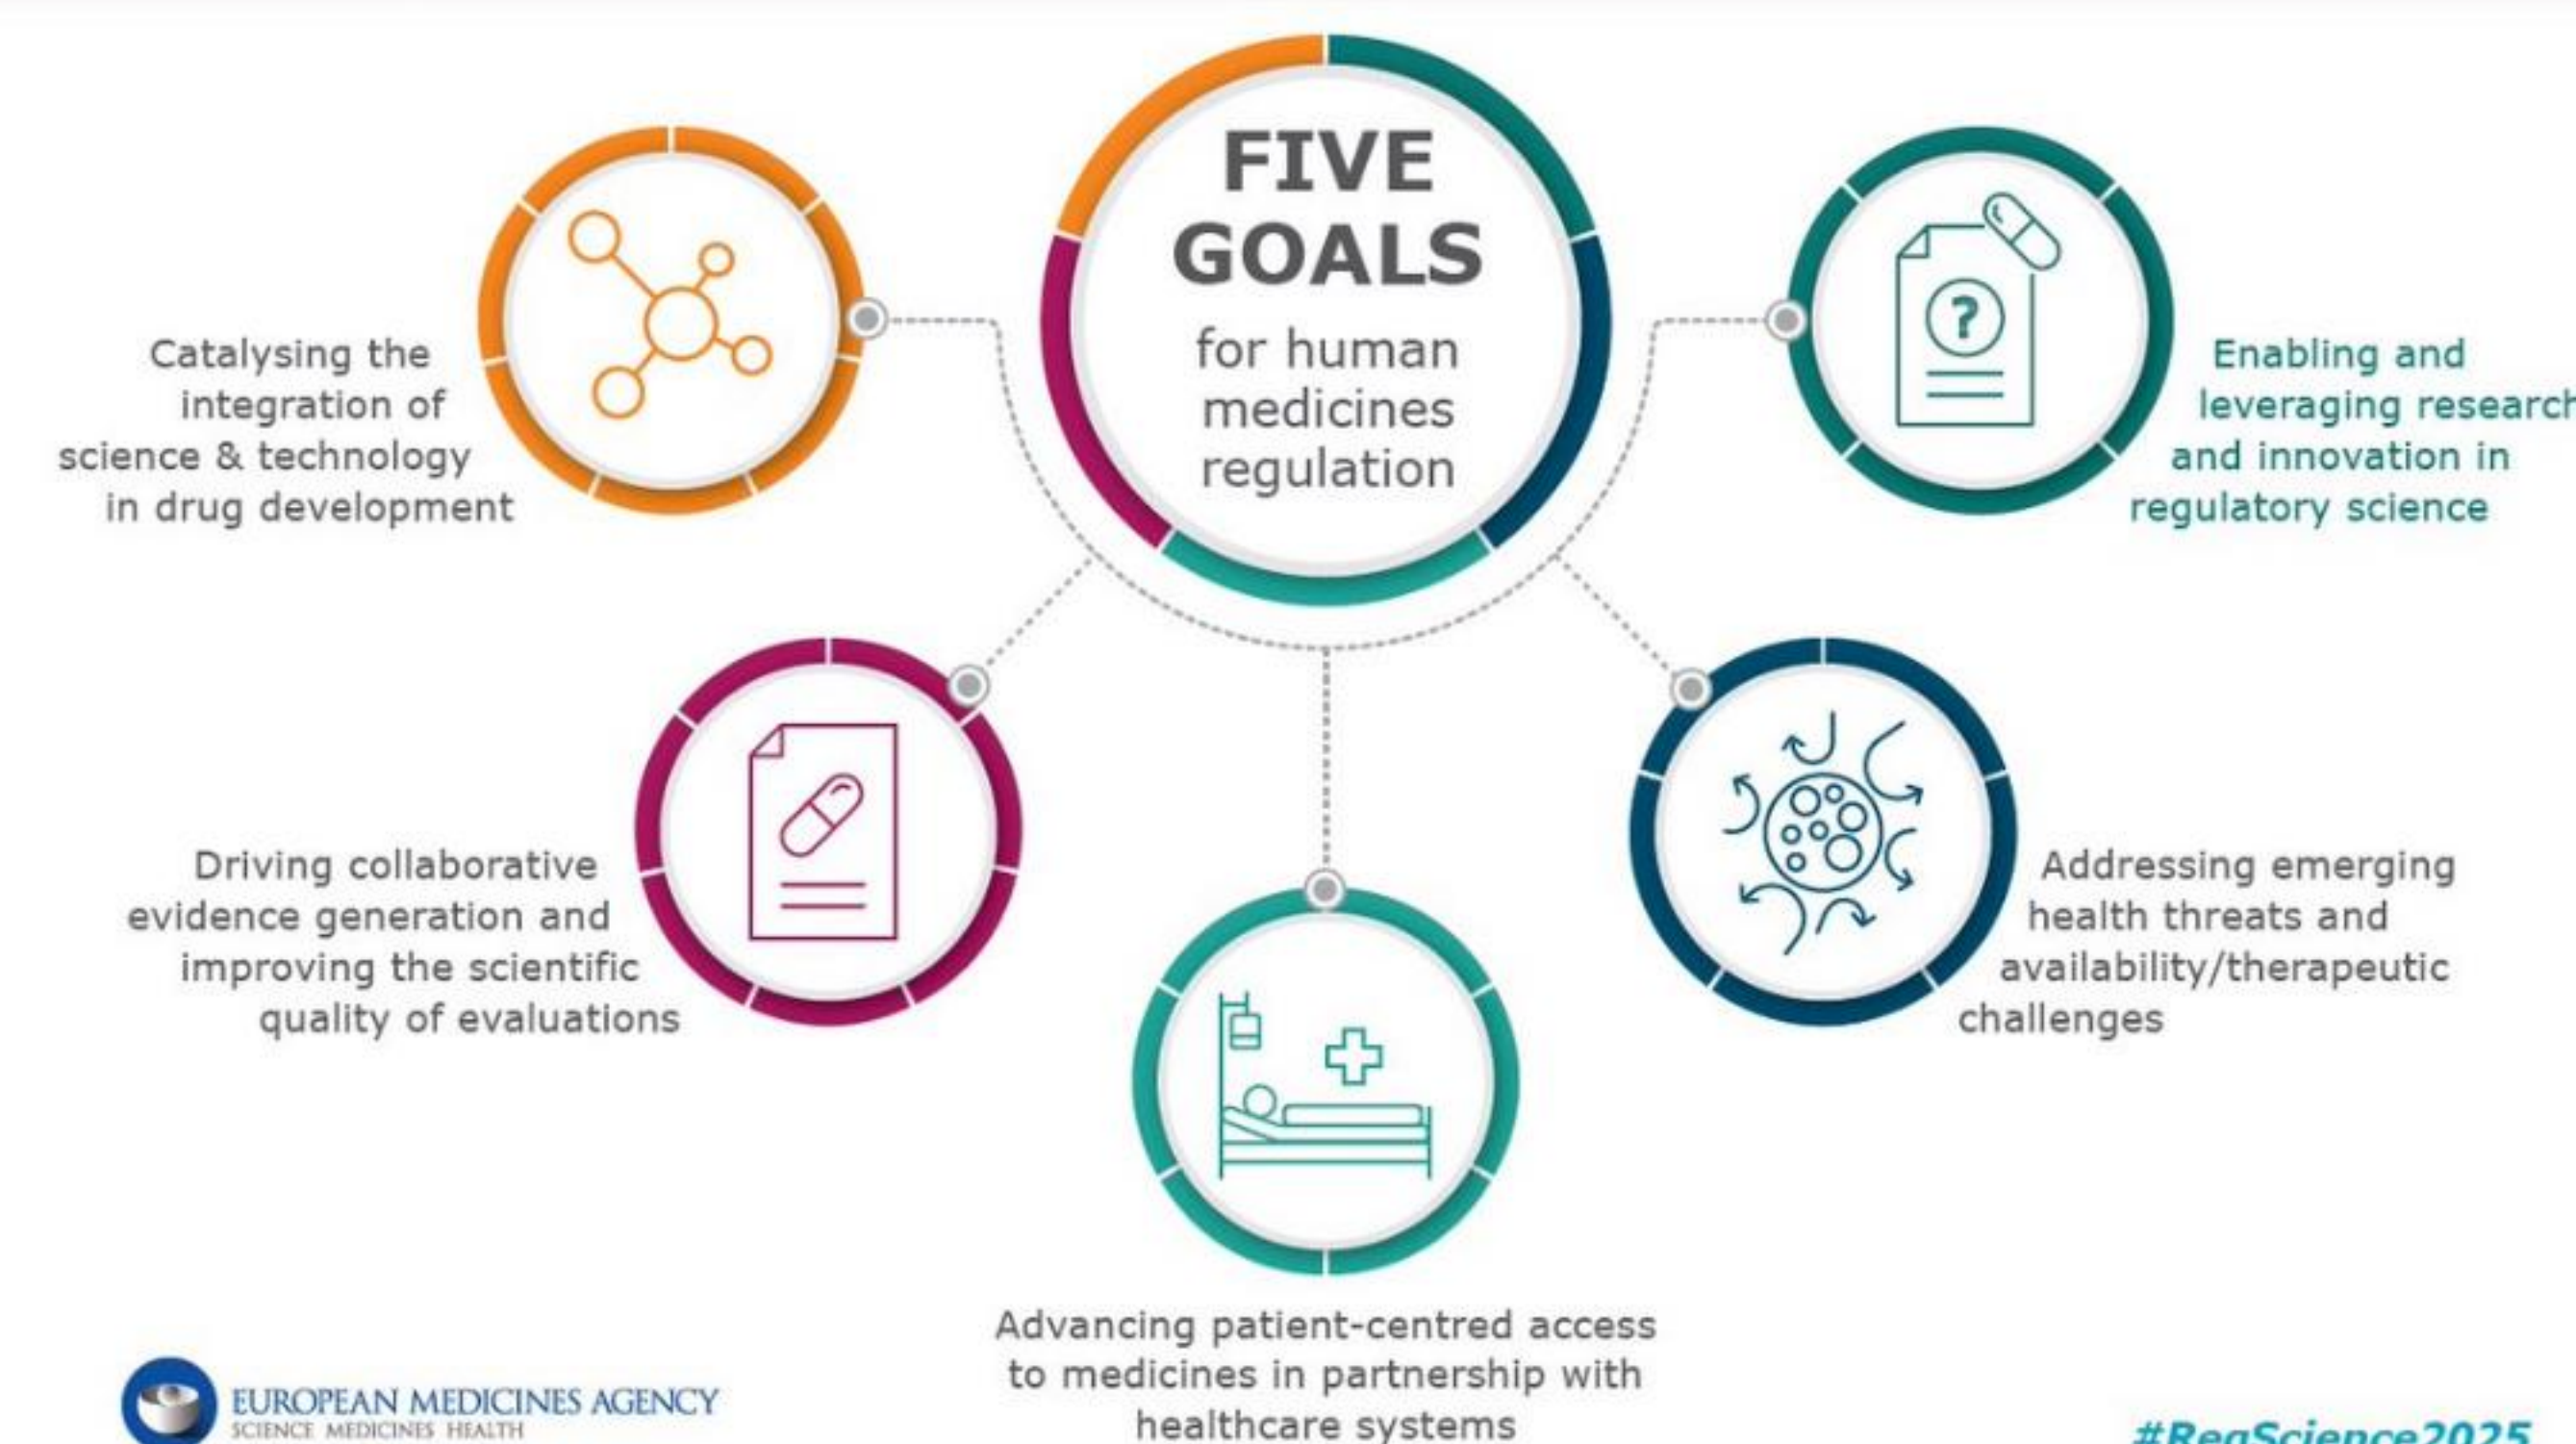 FIVE
GOALS
for human
medicines
regulation
Catalysing the
integration of
science & technology
in drug development
?
Enabling and
leveraging research
and innovation in
regulatory science
Driving collaborative
evidence generation and
improving the scientific
quality of evaluations
Addressing emerging
health threats and
availability/therapeutic
challenges
Advancing patient-centred access
to medicines in partnership with
healthcare systems
EUROPEAN MEDICINES AGENCY
SCIENCE MEDICINES HEALTH
#RegScience2025